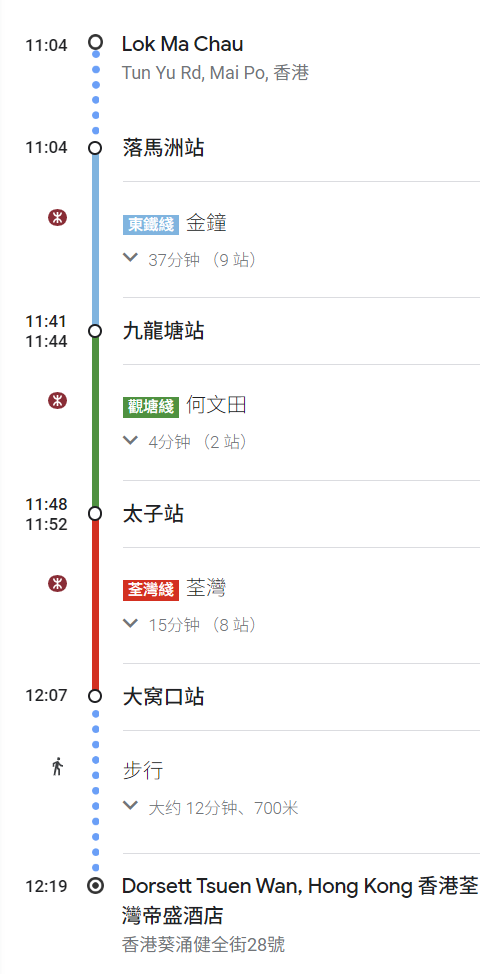 11:04
Lok Ma Chau
Tun Yu Rd, Mai Po, 香港
11:04
落馬洲站
東鐵綫 金鐘
37分钟 （9 站）
11:41
11:44
九龍塘站
觀塘綫 何文田
4分钟 （2 站）
11:48
11:52
太子站
荃灣綫 荃灣
15分钟 （8 站）
12:07
大窝口站
步行
大约 12分钟、700米
12:19
Dorsett Tsuen Wan, Hong Kong 香港荃
灣帝盛酒店
香港葵涌健全街28號